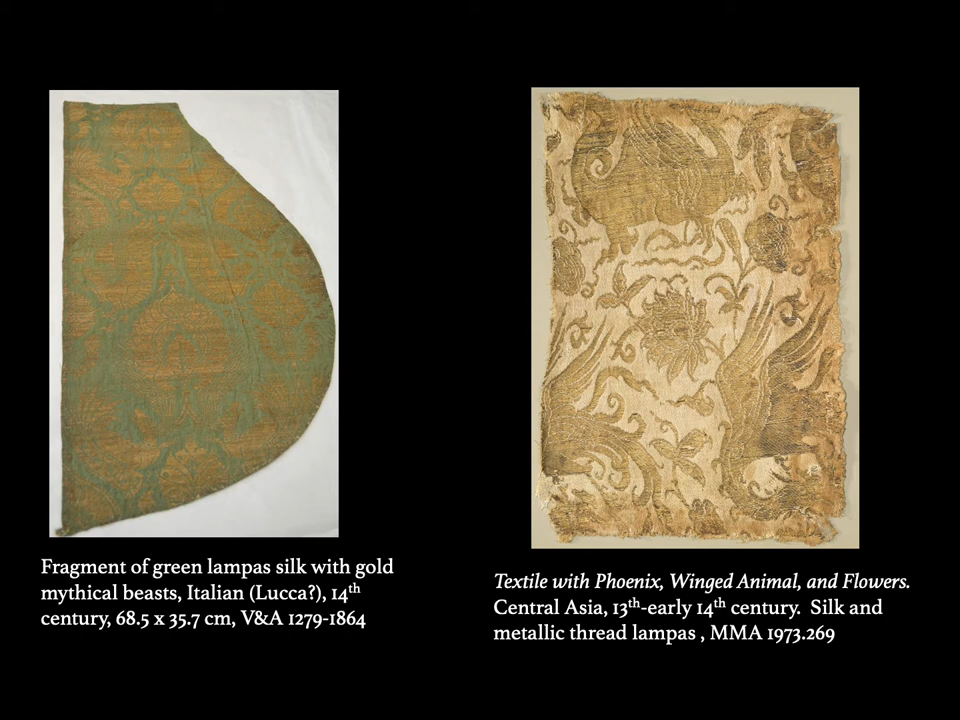 Fragment of green lampas silk with gold
mythical beasts, Italian (Lucca?), 14th
century, 68.5 x 35.7 cm, V&A 1279-1864
Textile with Phoenix, Winged Animal, and Flowers.
Central Asia, 13th-early 14th century.  Silk and
metallic thread lampas , MMA 1973.269